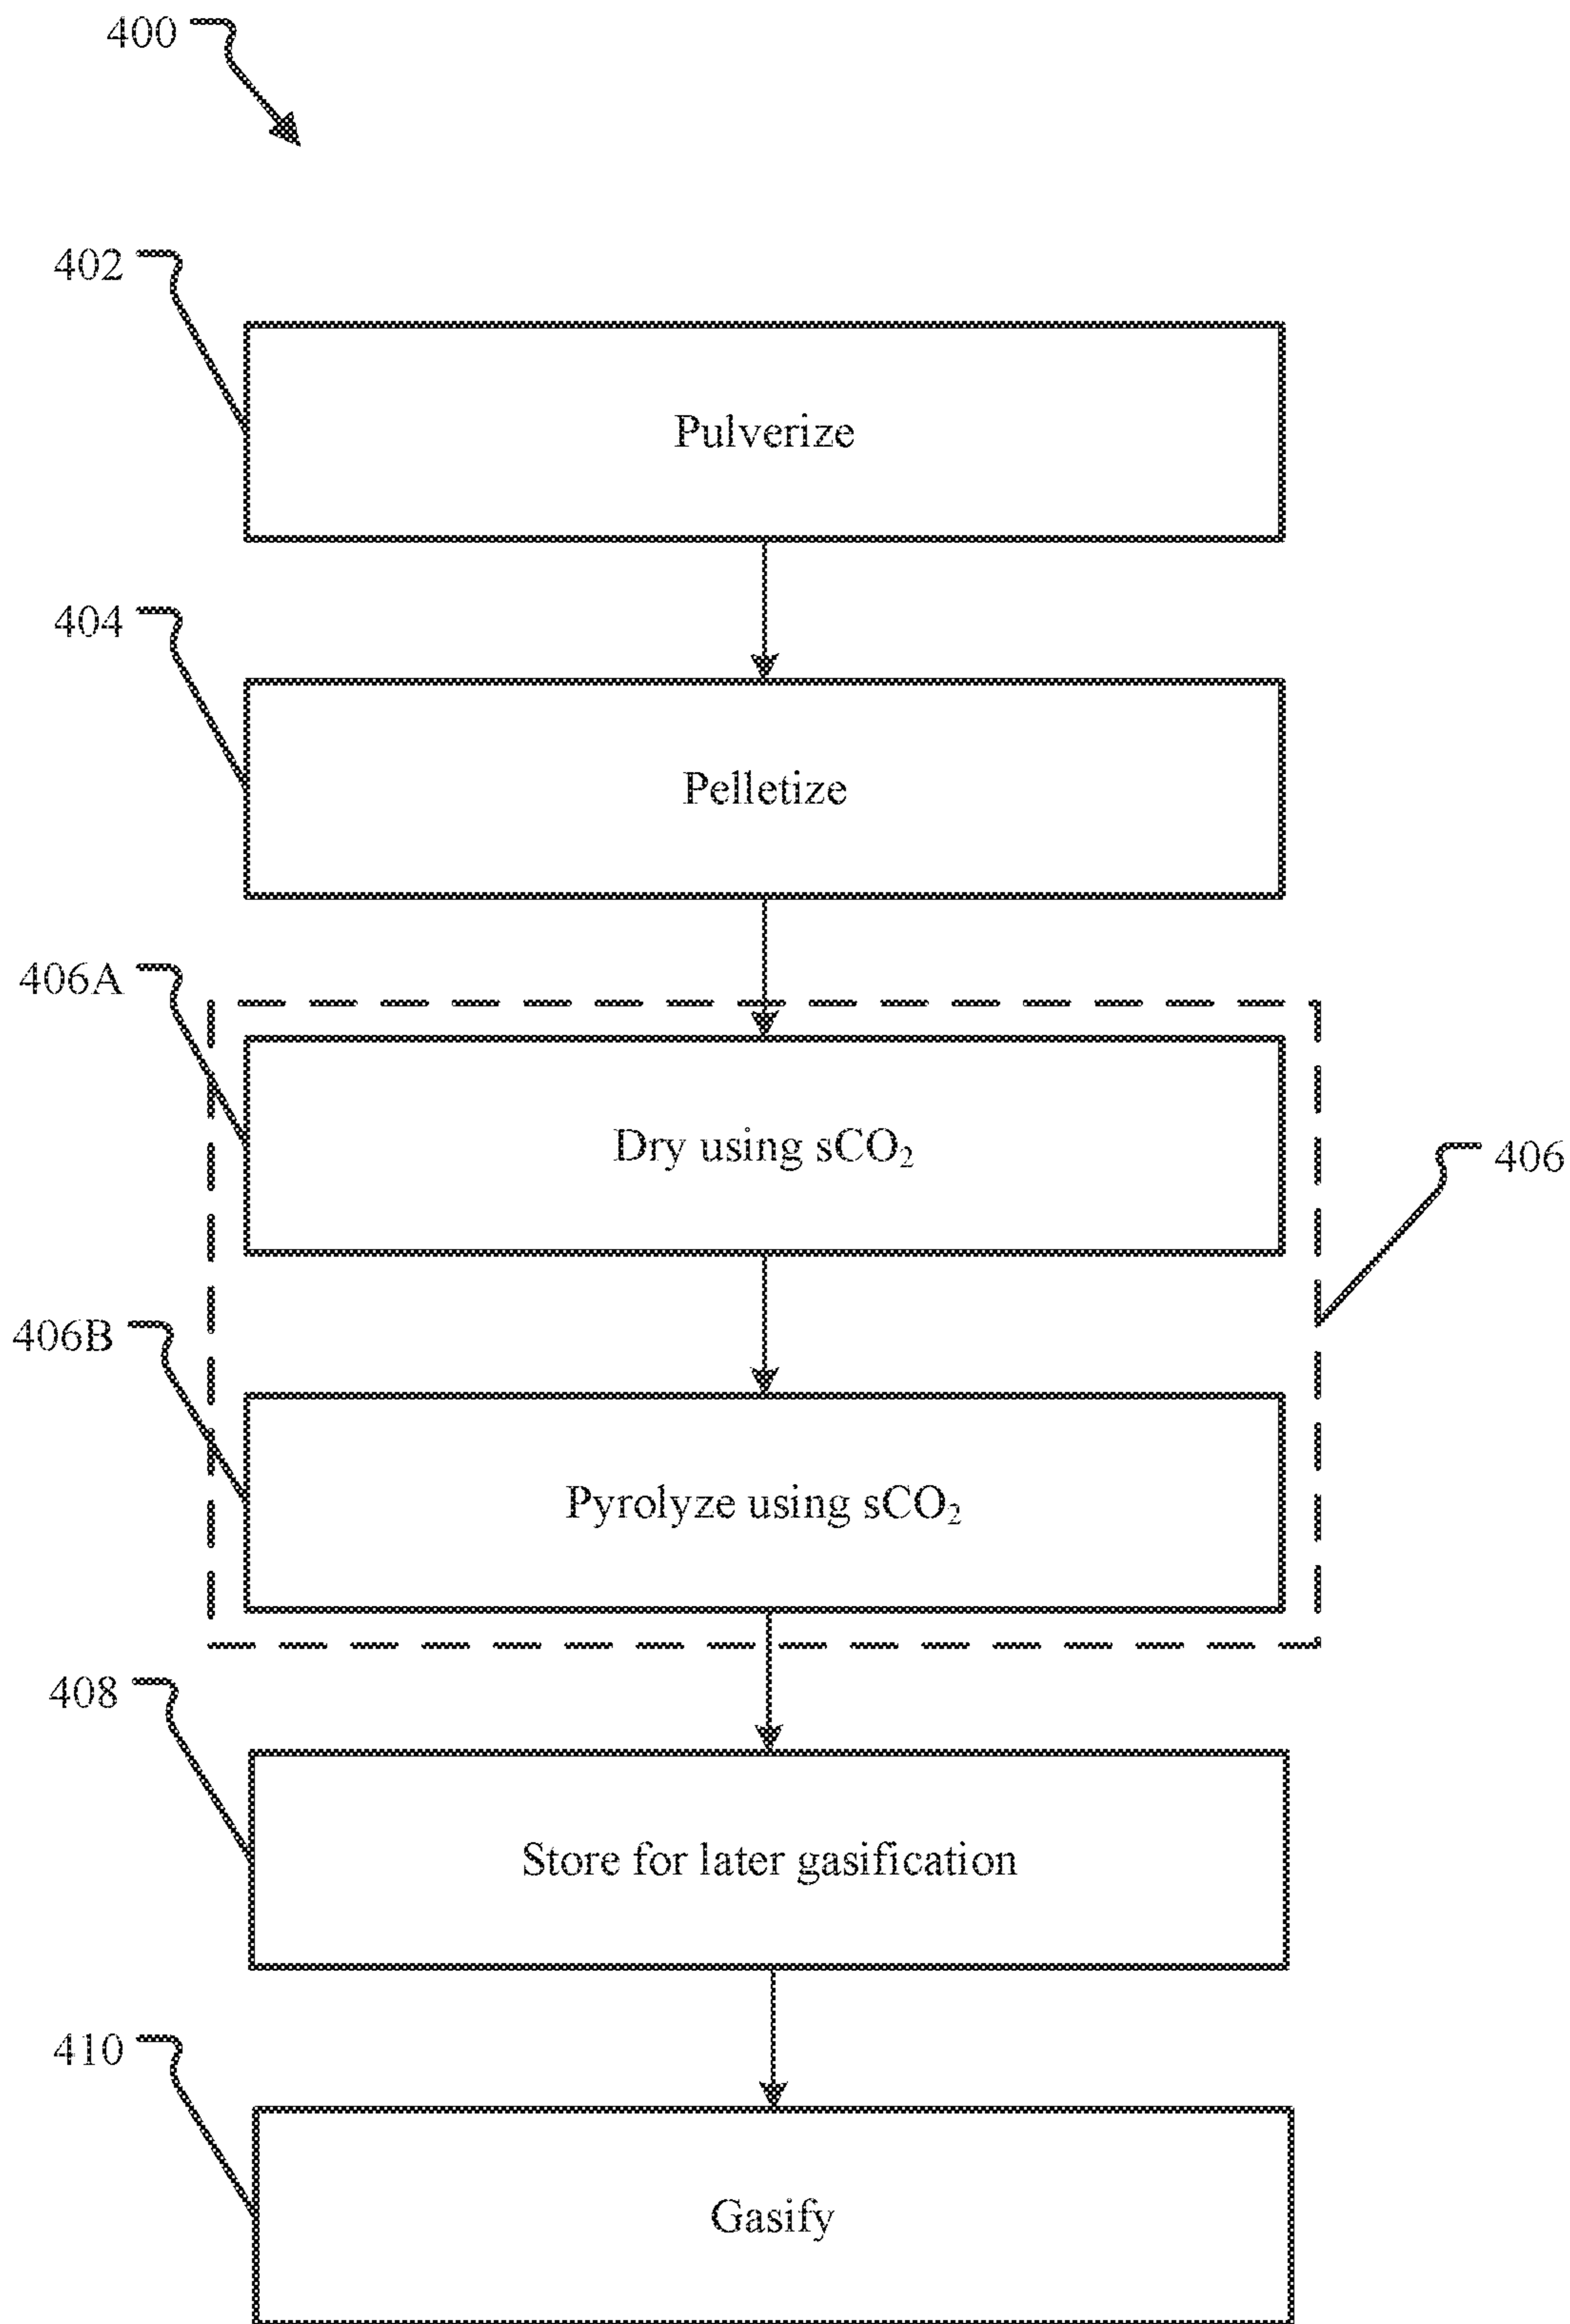 400
402
Pulverize
404
Pelletize
406A
Dry using sCO₂
406
406B
Pyrolyze using sCO₂
408
Store for later gasification
410
Gasify